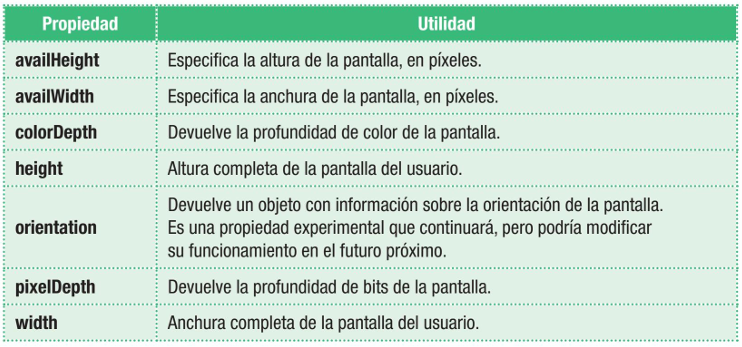 Propiedad Utilidad
availHeight Especifica la altura de la pantalla, en píxeles.
availWidth Especifica la anchura de la pantalla, en píxeles.
colorDepth Devuelve la profundidad de color de la pantalla.
height Altura completa de la pantalla del usuario.
orientation Devuelve un objeto con información sobre la orientación de la pantalla.
Es una propiedad experimental que continuará, pero podría modificar
su funcionamiento en el futuro próximo.
pixelDepth Devuelve la profundidad de bits de la pantalla.
width Anchura completa de la pantalla del usuario.